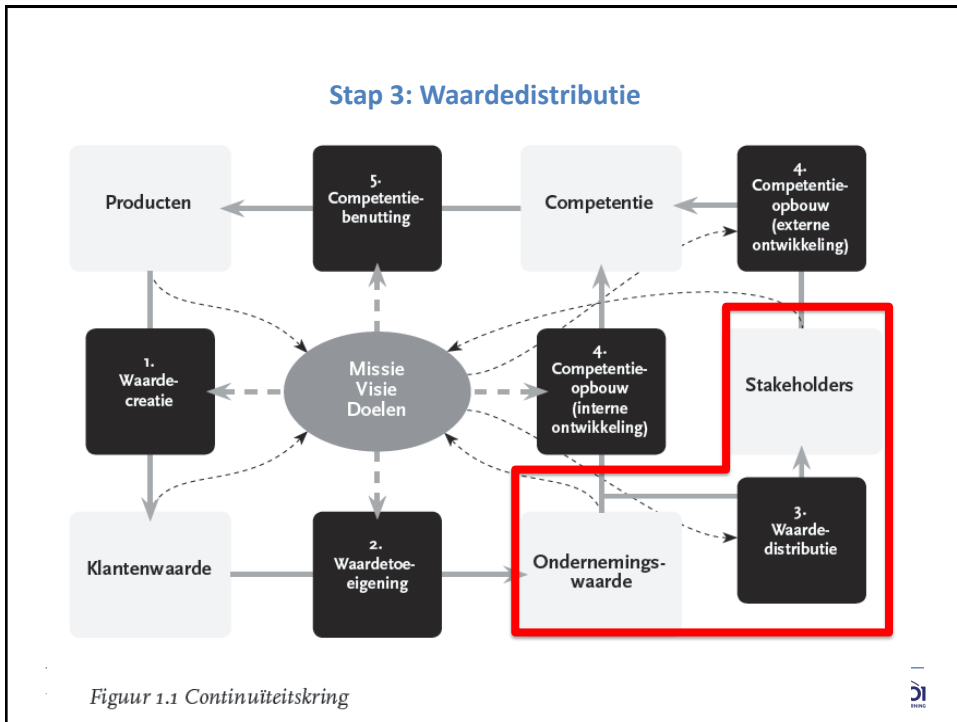 Stap 3: Waardedistributie
Producten
5.
Competentie-
benutting
Competentie
4.
Competentie-
opbouw
(externe
ontwikkeling)
1.
Waarde-
creatie
Missie
Visie
Doelen
4.
Competentie-
opbouw
(interne
ontwikkeling)
Stakeholders
Klantenwaarde
2.
Waardetoe-
eigening
Ondernemings-
waarde
3.
Waarde-
distributie
Figuur 1.1 Continuïteitskring